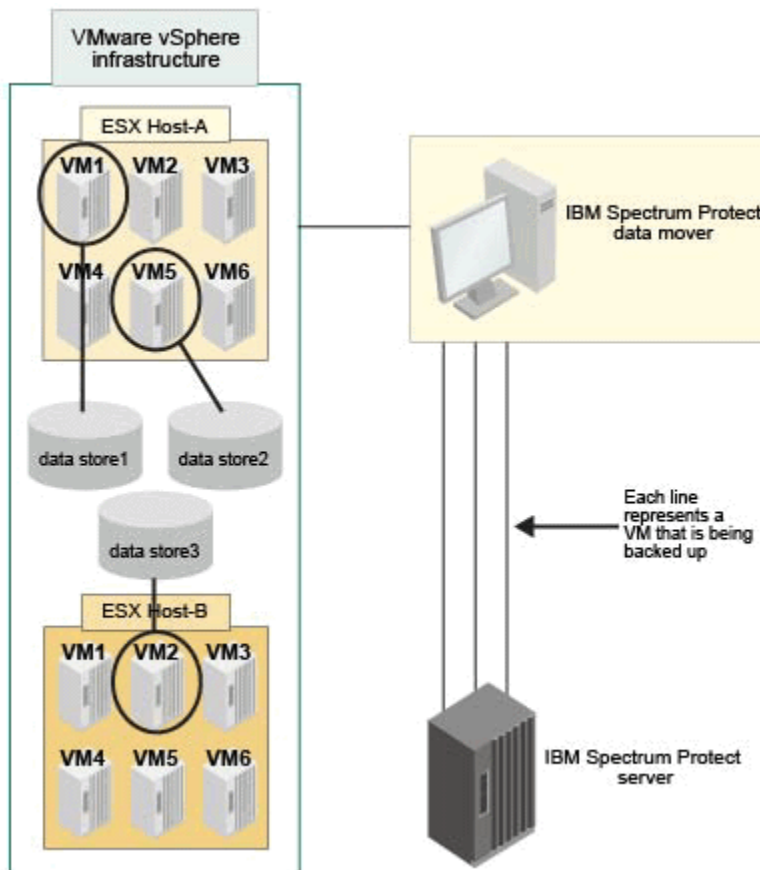 VMware vSphere
infrastructure
ESX Host-A
VM1 VM2 VM3
VM4 VM5 VM6
data store1 data store2
data store3
ESX Host-B
VM1 VM2 VM3
VM4 VM5 VM6
IBM Spectrum Protect
data mover
Each line
represents a
VM that is being
backed up
IBM Spectrum Protect
server